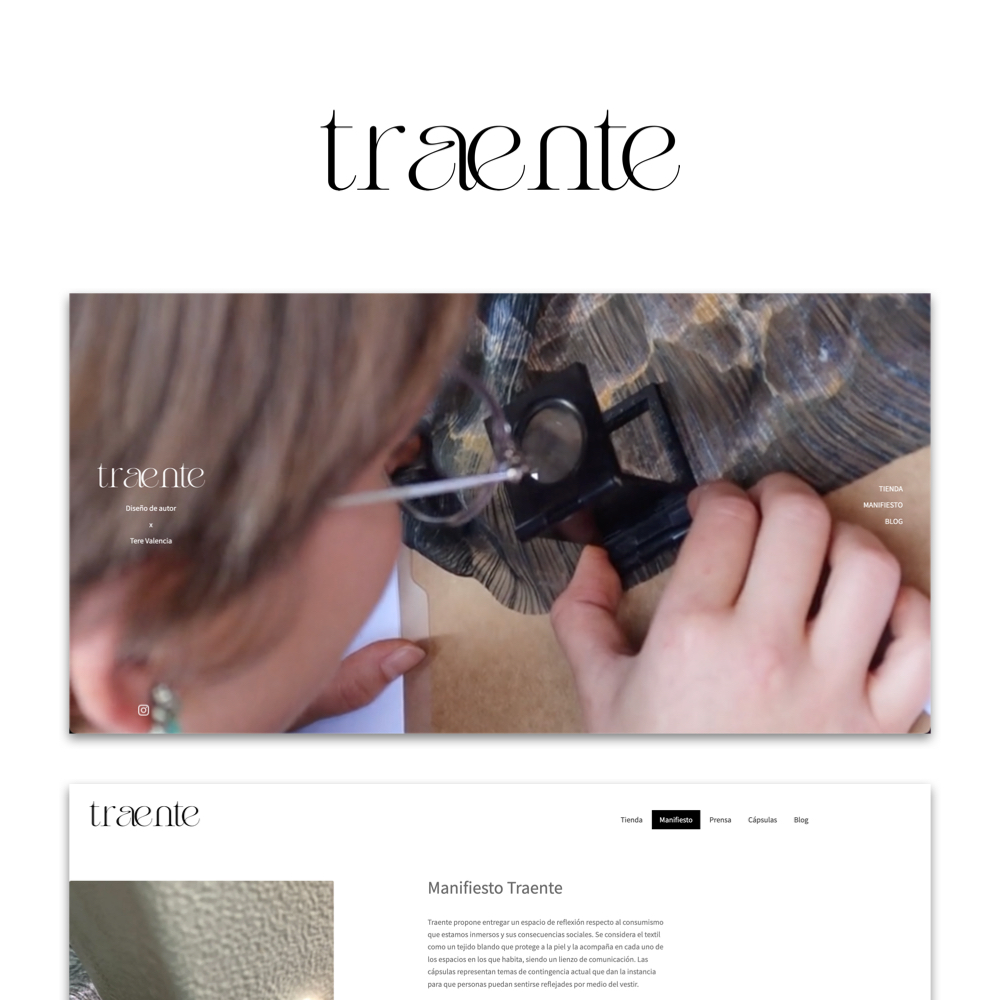 traente
traente
Diseño de autor
x
Tere Valencia
TIENDA
MANIFIESTO
BLOG
traente
Tienda Manifiesto Prensa Cápsulas Blog
Manifiesto Traente
Traente propone entregar un espacio de reflexión respecto al consumismo
que estamos inmersos y sus consecuencias sociales. Se considera el textil
como un tejido blando que protege a la piel y la acompaña en cada uno de
los espacios en los que habita, siendo un lienzo de comunicación. Las
cápsulas representan temas de contingencia actual que dan la instancia
para que personas puedan sentirse reflejades por medio del vestir.